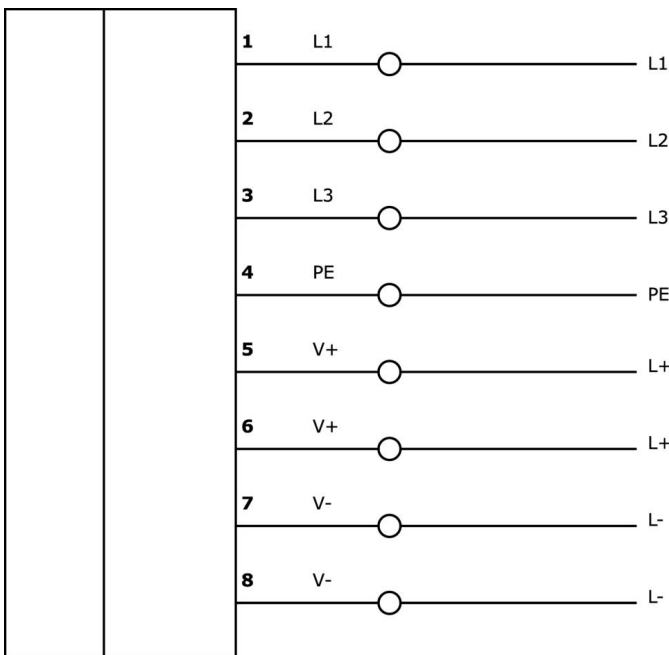 1 L1
L1
2 L2
L2
3 L3
L3
4 PE
PE
5 V+
L+
6 V+
L+
7 V-
L-
8 V-
L-